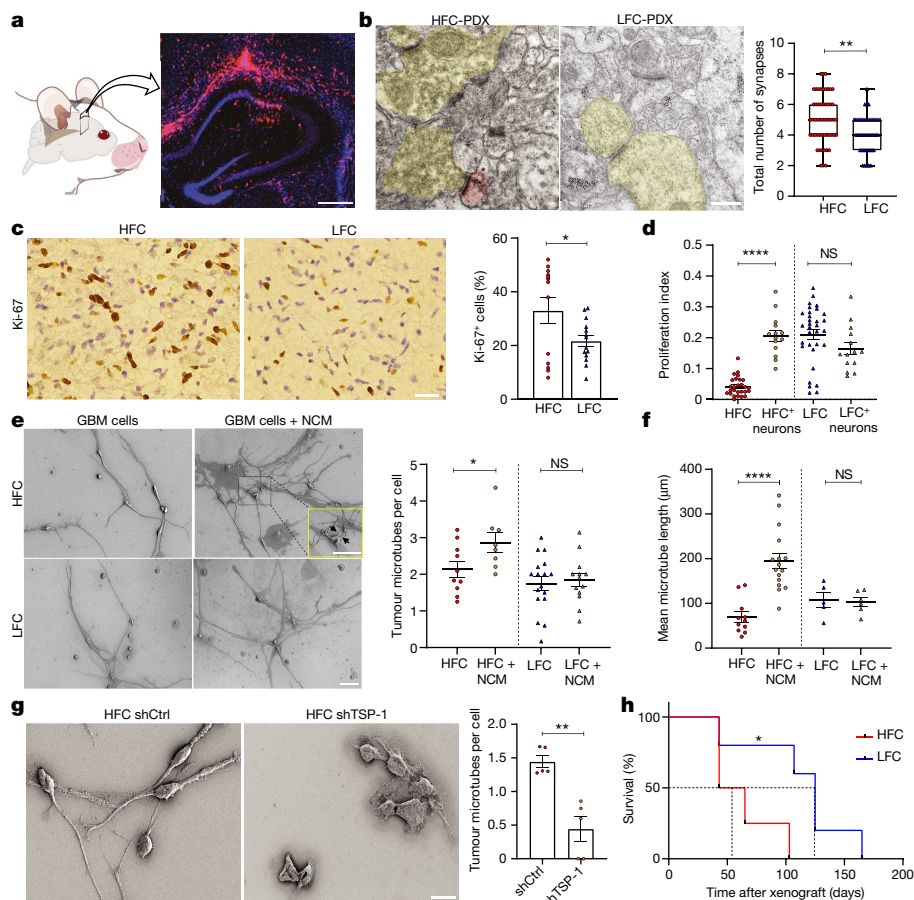 a
b
HFC-PDX
LFC-PDX
Total number of synapses
10
8
6
4
2
0
**
HFC
LFC
c
HFC
LFC
Ki-67
Ki-67+ cells (%)
60
40
20
0
*
HFC
LFC
d
Proliferation index
0.5
0.4
0.3
0.2
0.1
0
****
NS
HFC
HFC+
neurons
LFC
LFC+
neurons
e
GBM cells
GBM cells + NCM
HFC
LFC
Tumour microtubes per cell
5
4
3
2
1
0
*
NS
HFC
HFC +
NCM
LFC
LFC +
NCM
f
Mean microtube length (μm)
400
300
200
100
0
****
NS
HFC
HFC +
NCM
LFC
LFC +
NCM
g
HFC shCtrl
HFC shTSP-1
Tumour microtubes per cell
2.0
1.5
1.0
0.5
0
**
shCtrl
hTSP-1
h
Survival (%)
100
50
0
*
HFC
LFC
0
50
100
150
200
Time after xenograft (days)